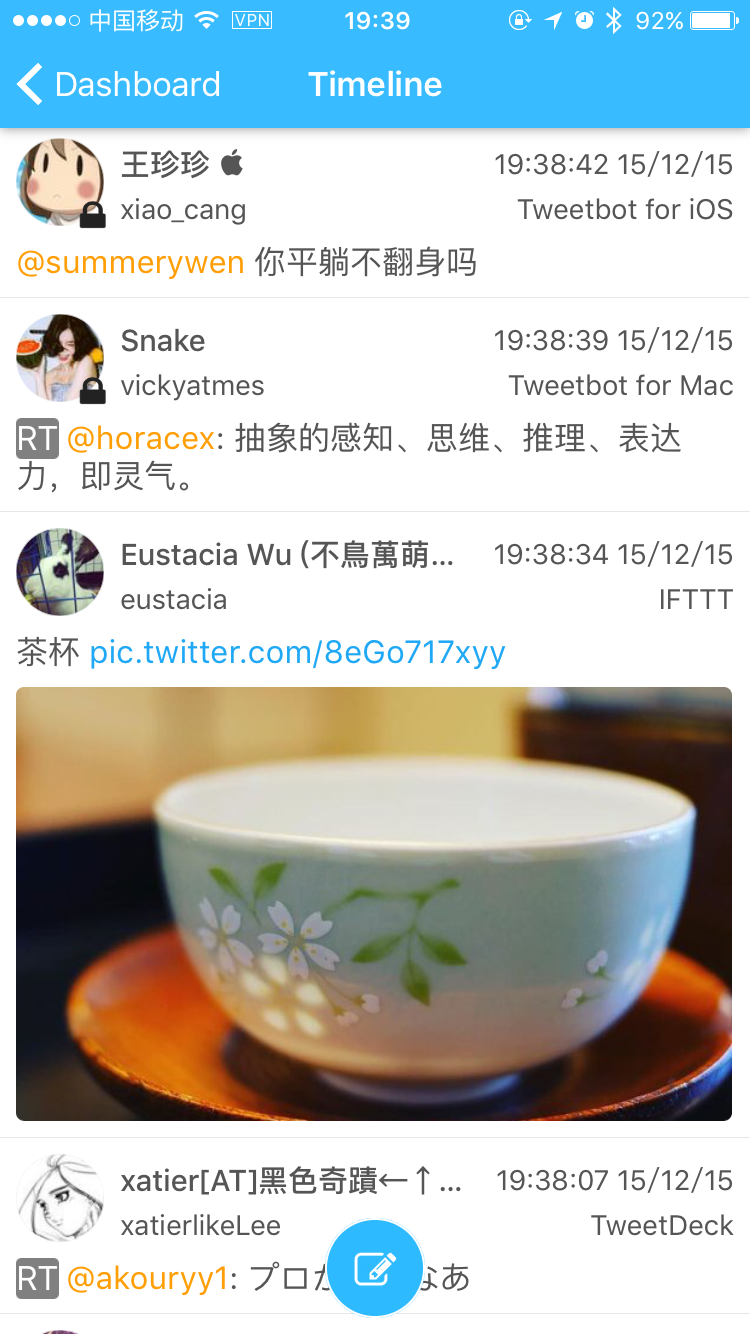 中国移动 VPN 19:39 92%
Dashboard Timeline
王珍珍 19:38:42 15/12/15
xiao_cang Tweetbot for iOS
@summerywen 你平躺不翻身吗
Snake 19:38:39 15/12/15
vickyatmes Tweetbot for Mac
RT @horacex: 抽象的感知、思维、推理、表达
力，即灵气。
Eustacia Wu (不鳥萬萌... 19:38:34 15/12/15
eustacia IFTTT
茶杯 pic.twitter.com/8eGo717xyy
xatier[AT]黑色奇蹟←↑... 19:38:07 15/12/15
xatierlikeLee TweetDeck
RT @akouryy1: プロ なあ